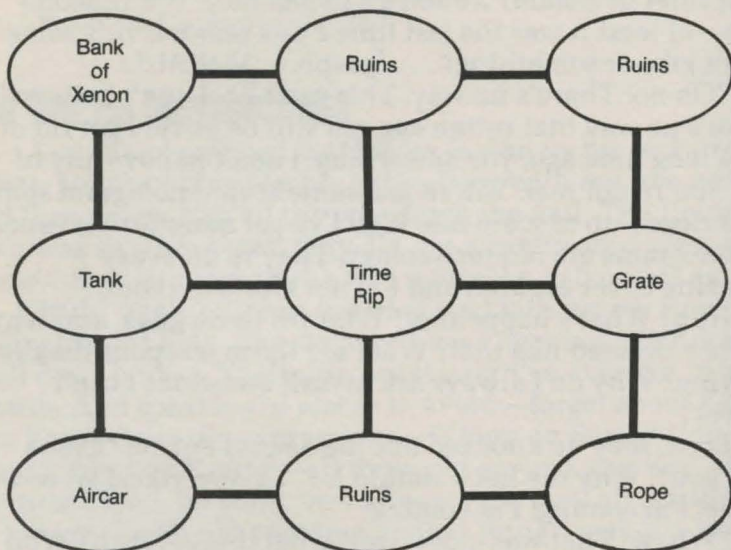 Bank
of
Xenon
Ruins
Ruins
Tank
Time
Rip
Grate
Aircar
Ruins
Rope